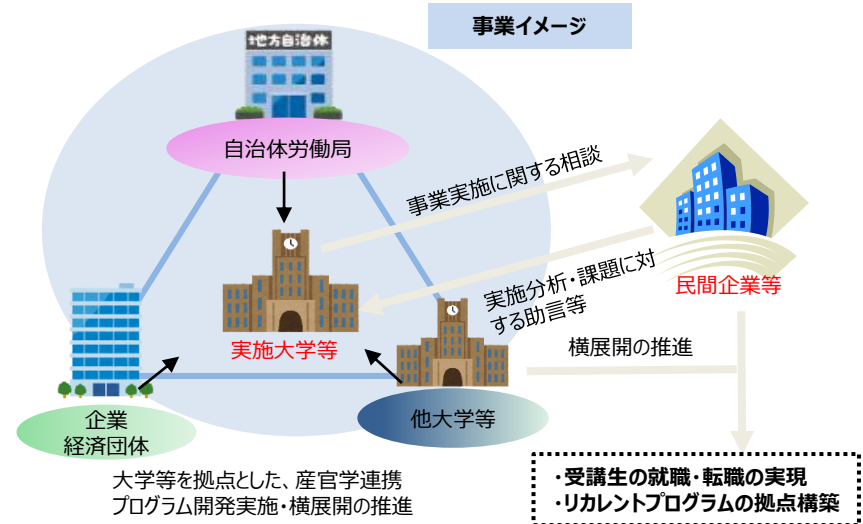 事業イメージ
地方自治体
自治体労働局
事業実施に関する相談
実施分析・課題に対
する助言等
民間企業等
実施大学等
横展開の推進
企業
経済団体
他大学等
大学等を拠点とした、産官学連携
プログラム開発実施・横展開の推進
・受講生の就職・転職の実現
・リカレントプログラムの拠点構築